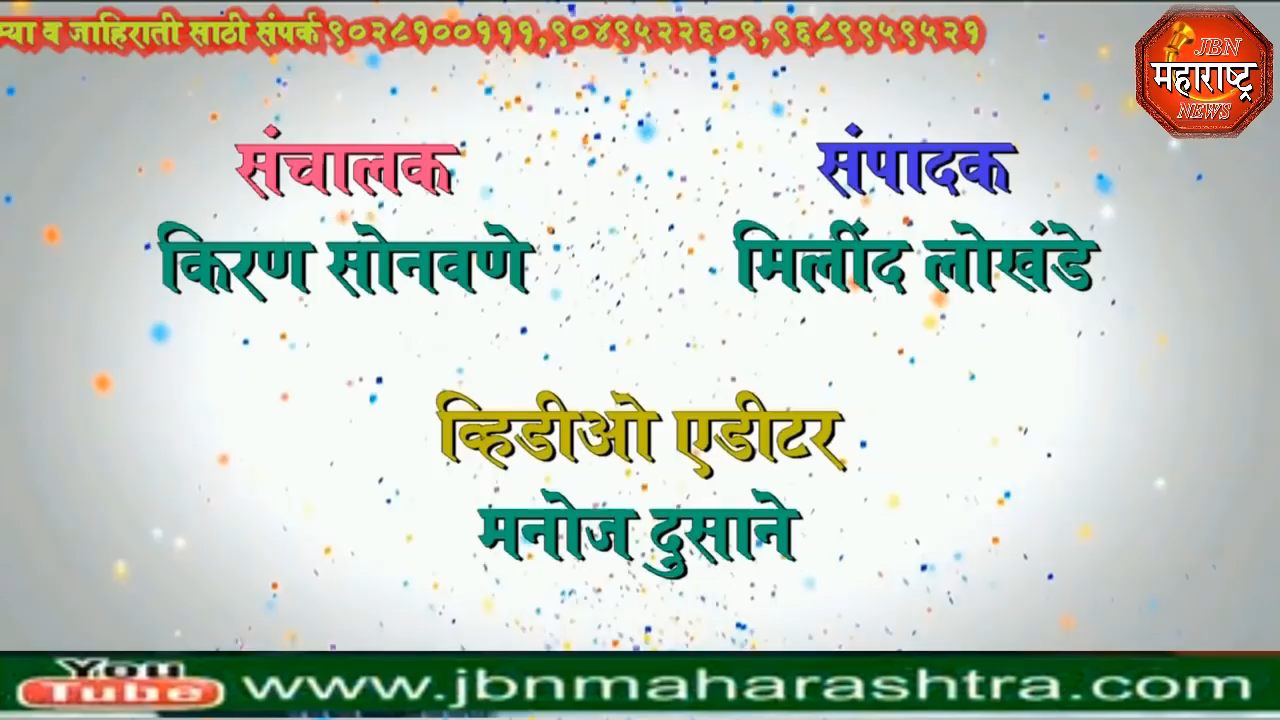 म्या व जाहिराती साठी संपर्क ९०२८१००१११,९०४९५२२६०९,९६८९९५९५२१
JBN
महाराष्ट्र
NEWS
संचालक
किरण सोनवणे
संपादक
मिलींद लोखंडे
व्हिडीओ एडीटर
मनोज दुसाने
You
Tube
www.jbnmaharashtra.com